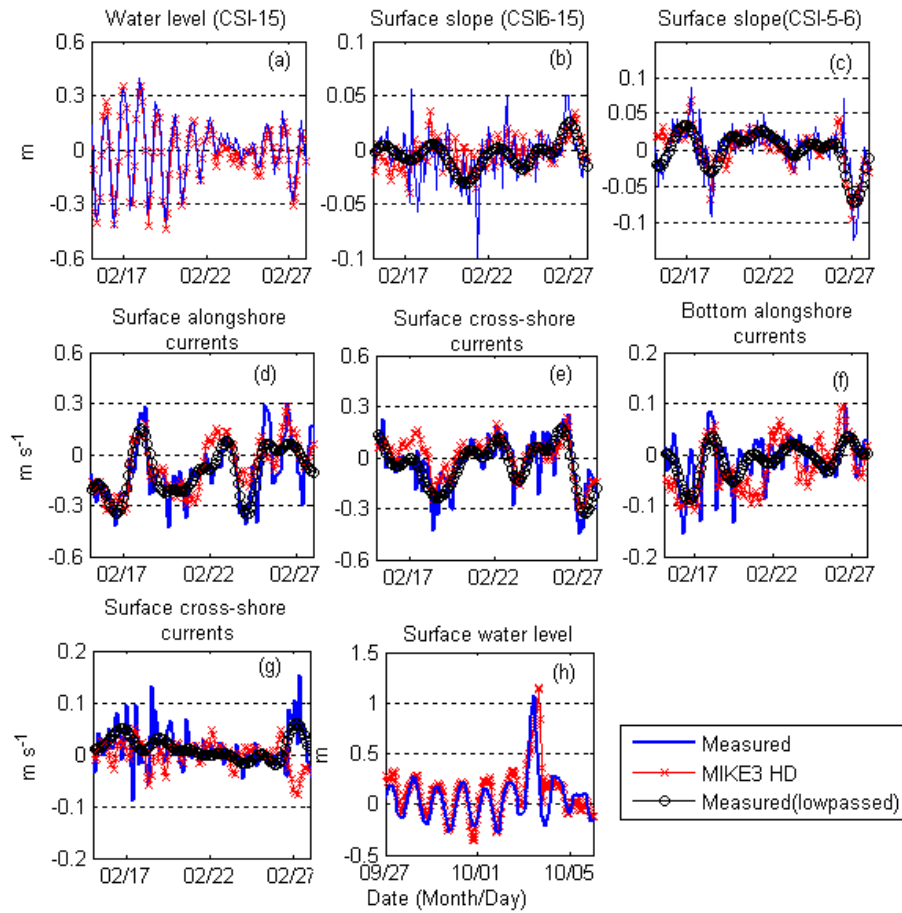 Water level (CSI-15)
Surface slope (CSI6-15)
Surface slope(CSI-5-6)
0.6
0.3
0
-0.3
-0.6
m
(a)
02/17
02/22
02/27
0.1
0.05
0
-0.05
0.1
(b)
02/17
02/22
02/27
0.1
0.05
0
-0.05
-0.1
(c)
02/17
02/22
02/27
Surface alongshore
currents
Surface cross-shore
currents
Bottom alongshore
currents
0.6
0.3
0
-0.3
-0.6
m s-1
(d)
02/17
02/22
02/27
0.6
0.3
0
-0.3
-0.6
(e)
02/17
02/22
02/27
0.2
0.1
0
-0.1
-0.2
(f)
02/17
02/22
02/27
Surface cross-shore
currents
Surface water level
0.2
0.1
0
-0.1
-0.2
m s-1
(g)
02/17
02/22
02/27
1.5
1
0.5
0
-0.5
m
(h)
09/27
10/01
10/05
Date (Month/Day)
Measured
MIKE3 HD
Measured(lowpassed)